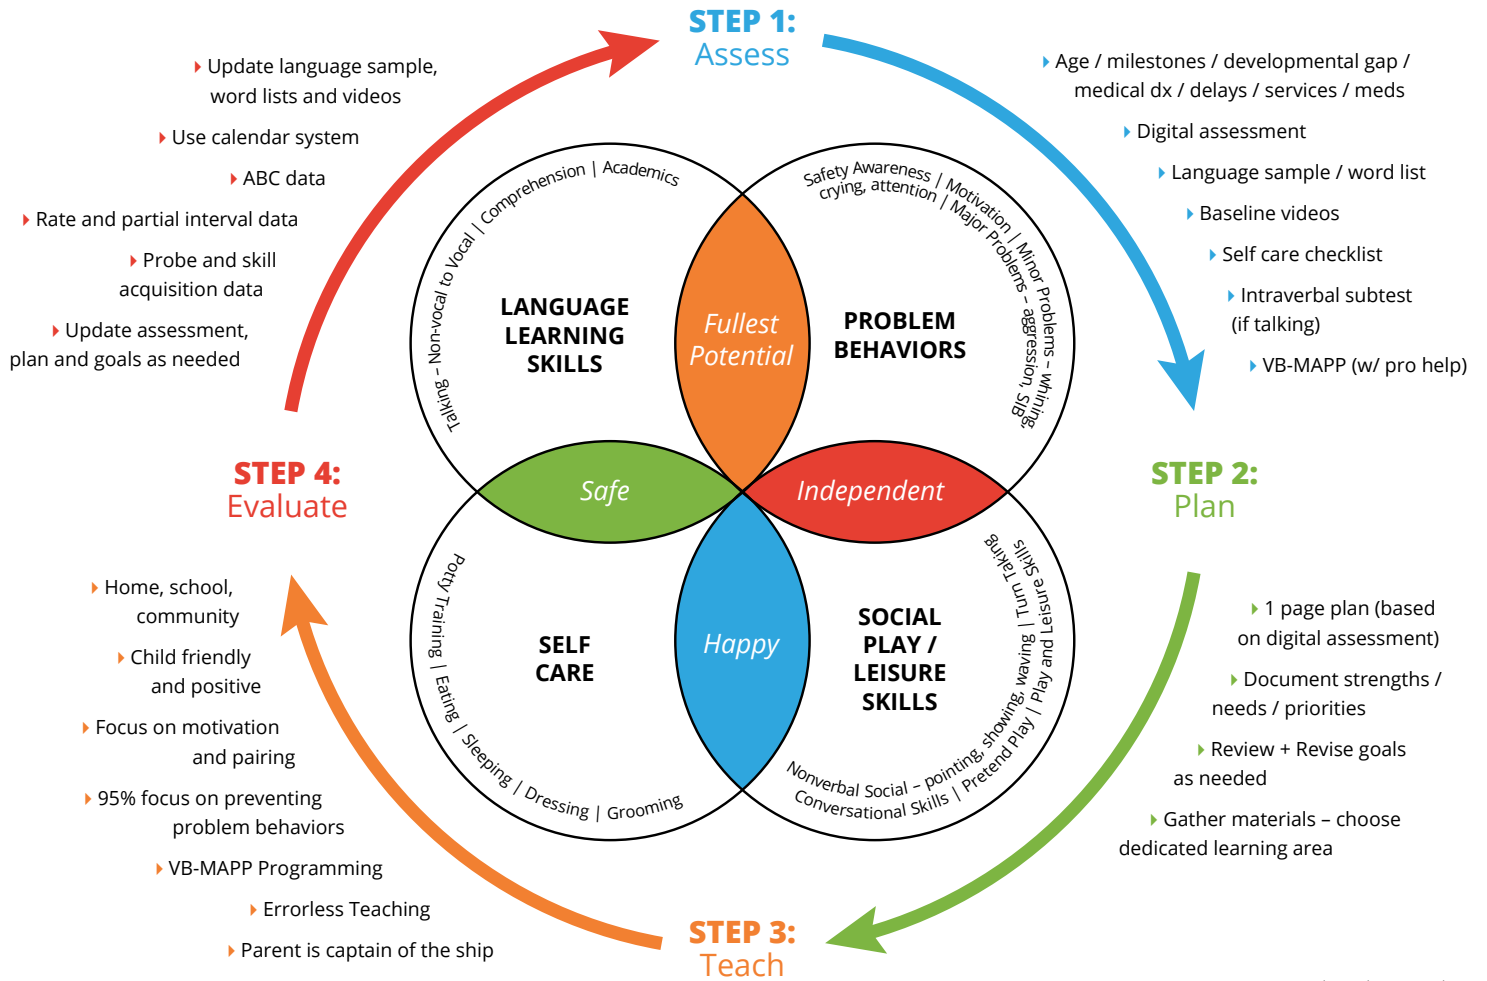 STEP 1:
Assess
Age / milestones / developmental gap /
medical dx / delays / services / meds
Digital assessment
Language sample / word list
Baseline videos
Self care checklist
Intraverbal subtest
(if talking)
VB-MAPP (w/ pro help)
STEP 2:
Plan
1 page plan (based
on digital assessment)
Document strengths /
needs / priorities
Review + Revise goals
as needed
Gather materials – choose
dedicated learning area
STEP 3:
Teach
Home, school,
community
Child friendly
and positive
Focus on motivation
and pairing
95% focus on preventing
problem behaviors
VB-MAPP Programming
Errorless Teaching
Parent is captain of the ship
STEP 4:
Evaluate
Update language sample,
word lists and videos
Use calendar system
ABC data
Rate and partial interval data
Probe and skill
acquisition data
Update assessment,
plan and goals as needed
Talking – Non-vocal to Vocal | Comprehension | Academics
LANGUAGE
LEARNING
SKILLS
Fullest
Potential
Safety Awareness | Motivation | Minor Problems – whining,
crying, attention | Major Problems – aggression, SIB
PROBLEM
BEHAVIORS
Safe
Independent
Potty Training | Eating | Sleeping | Dressing | Grooming
SELF
CARE
Happy
SOCIAL
PLAY /
LEISURE
SKILLS
Nonverbal Social – pointing, showing, waving | Turn Taking
Conversational Skills | Pretend Play | Play and Leisure Skills